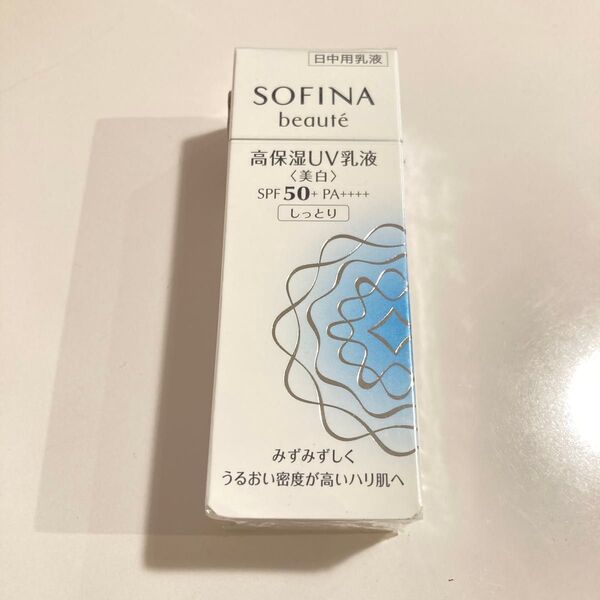 日中用乳液
SOFINA
beauté
高保湿UV乳液
〈美白〉
SPF 50+ PA++++
しっとり
みずみずしく
うるおい密度が高いハリ肌へ